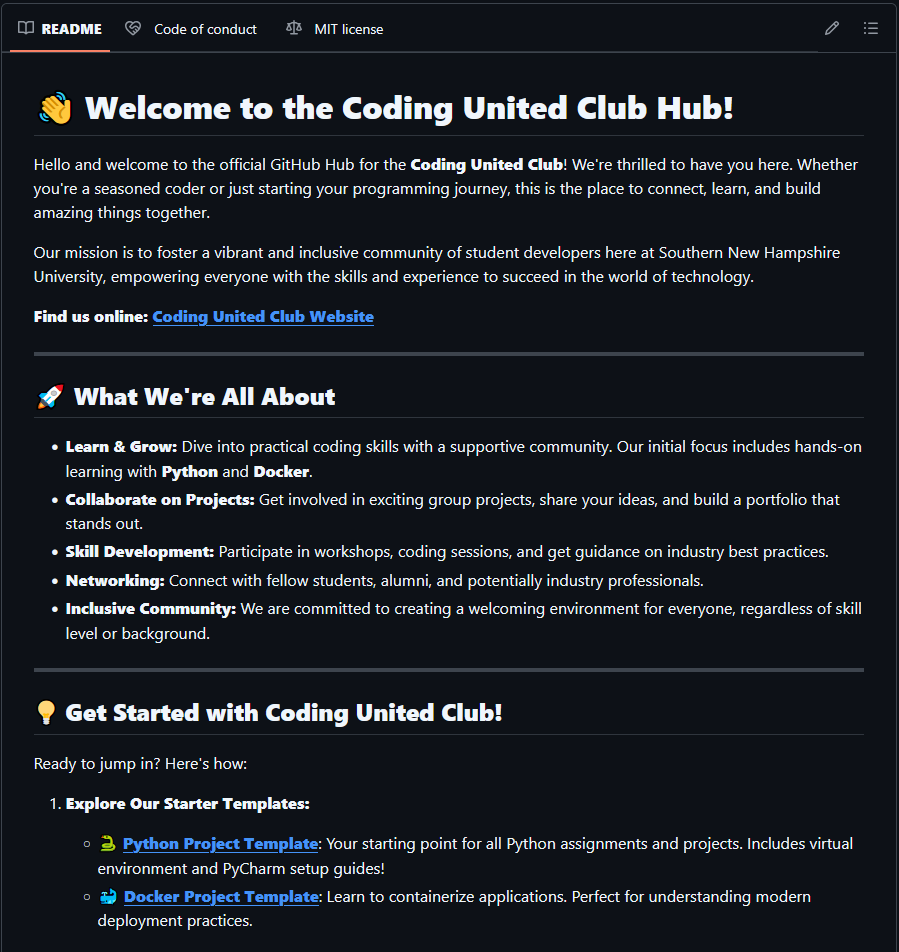 README Code of conduct MIT license
👋 Welcome to the Coding United Club Hub!
Hello and welcome to the official GitHub Hub for the Coding United Club! We're thrilled to have you here. Whether
you're a seasoned coder or just starting your programming journey, this is the place to connect, learn, and build
amazing things together.
Our mission is to foster a vibrant and inclusive community of student developers here at Southern New Hampshire
University, empowering everyone with the skills and experience to succeed in the world of technology.
Find us online: Coding United Club Website
🚀 What We're All About
• Learn & Grow: Dive into practical coding skills with a supportive community. Our initial focus includes hands-on
learning with Python and Docker.
• Collaborate on Projects: Get involved in exciting group projects, share your ideas, and build a portfolio that
stands out.
• Skill Development: Participate in workshops, coding sessions, and get guidance on industry best practices.
• Networking: Connect with fellow students, alumni, and potentially industry professionals.
• Inclusive Community: We are committed to creating a welcoming environment for everyone, regardless of skill
level or background.
💡 Get Started with Coding United Club!
Ready to jump in? Here's how:
1. Explore Our Starter Templates:
◦ 🐍 Python Project Template: Your starting point for all Python assignments and projects. Includes virtual
environment and PyCharm setup guides!
◦ 🐳 Docker Project Template: Learn to containerize applications. Perfect for understanding modern
deployment practices.